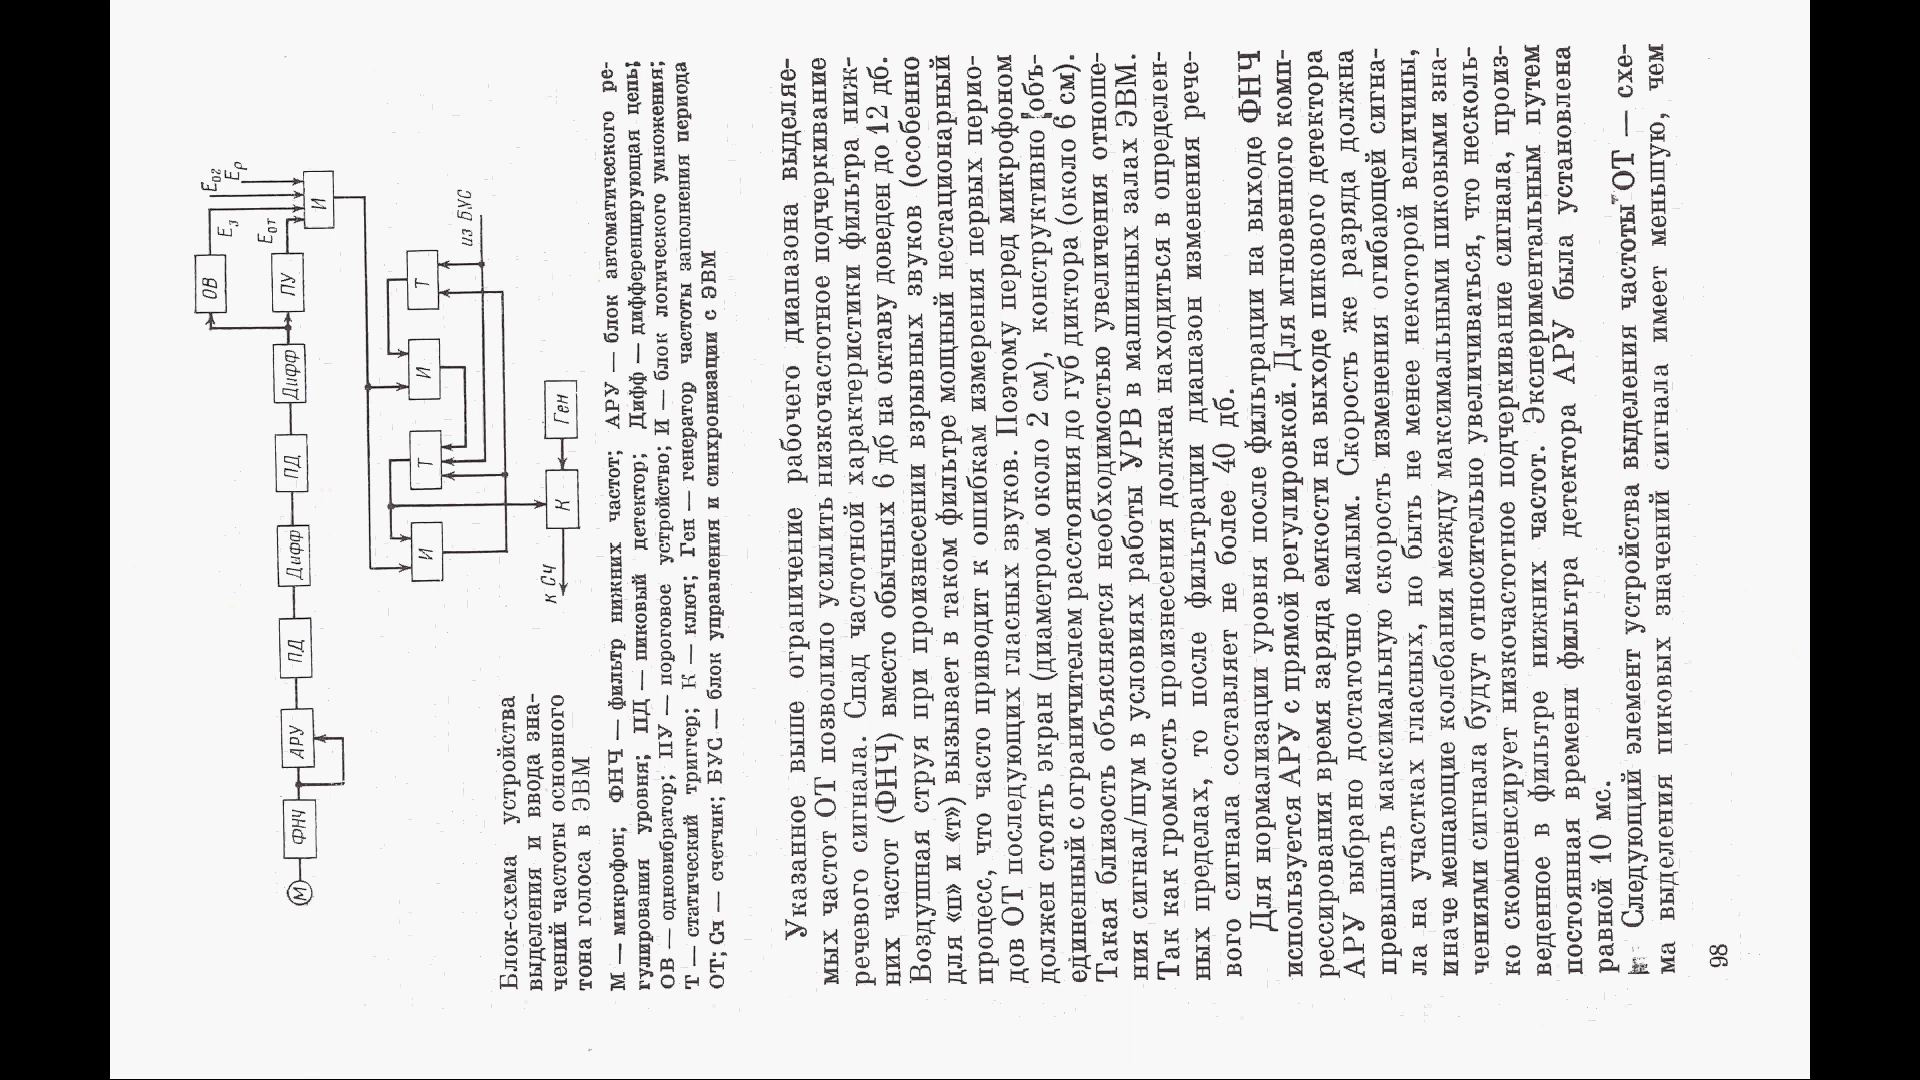 М
ФНЧ
АРУ
ПД
Дифф
ПД
Дифф
ОВ
ПУ
Eз
Eот
Eог
Eр
И
И
Т
И
Т
из БУС
к Сч
К
Ген
Блок-схема устройства
выделения и ввода зна-
чений частоты основного
тона голоса в ЭВМ
М — микрофон; ФНЧ — фильтр нижних частот; АРУ — блок автоматического ре-
гулирования уровня; ПД — пиковый детектор; Дифф — дифференцирующая цепь;
ОВ — одновибратор; ПУ — пороговое устройство; И — блок логического умножения;
Т — статический триггер; К — ключ; Ген — генератор частоты заполнения периода
ОТ; Сч — счетчик; БУС — блок управления и синхронизации с ЭВМ
Указанное выше ограничение рабочего диапазона выделяе-
мых частот ОТ позволило усилить низкочастотное подчеркивание
речевого сигнала. Спад частотной характеристики фильтра ниж-
них частот (ФНЧ) вместо обычных 6 дб на октаву доведен до 12 дб.
Воздушная струя при произнесении взрывных звуков (особенно
для «п» и «т») вызывает в таком фильтре мощный нестационарный
процесс, что часто приводит к ошибкам измерения первых перио-
дов ОТ последующих гласных звуков. Поэтому перед микрофоном
должен стоять экран (диаметром около 2 см), конструктивно [объ-
единенный с ограничителем расстояния до губ диктора (около 6 см).
Такая близость объясняется необходимостью увеличения отноше-
ния сигнал/шум в условиях работы УРВ в машинных залах ЭВМ.
Так как громкость произнесения должна находиться в определен-
ных пределах, то после фильтрации диапазон изменения рече-
вого сигнала составляет не более 40 дб.
Для нормализации уровня после фильтрации на выходе ФНЧ
используется АРУ с прямой регулировкой. Для мгновенного комп-
рессирования время заряда емкости на выходе пикового детектора
АРУ выбрано достаточно малым. Скорость же разряда должна
превышать максимальную скорость изменения огибающей сигна-
ла на участках гласных, но быть не менее некоторой величины,
иначе мешающие колебания между максимальными пиковыми зна-
чениями сигнала будут относительно увеличиваться, что несколь-
ко скомпенсирует низкочастотное подчеркивание сигнала, произ-
веденное в фильтре нижних частот. Экспериментальным путем
постоянная времени фильтра детектора АРУ была установлена
равной 10 мс.
Следующий элемент устройства выделения частоты ОТ — схе-
ма выделения пиковых значений сигнала имеет меньшую, чем
98